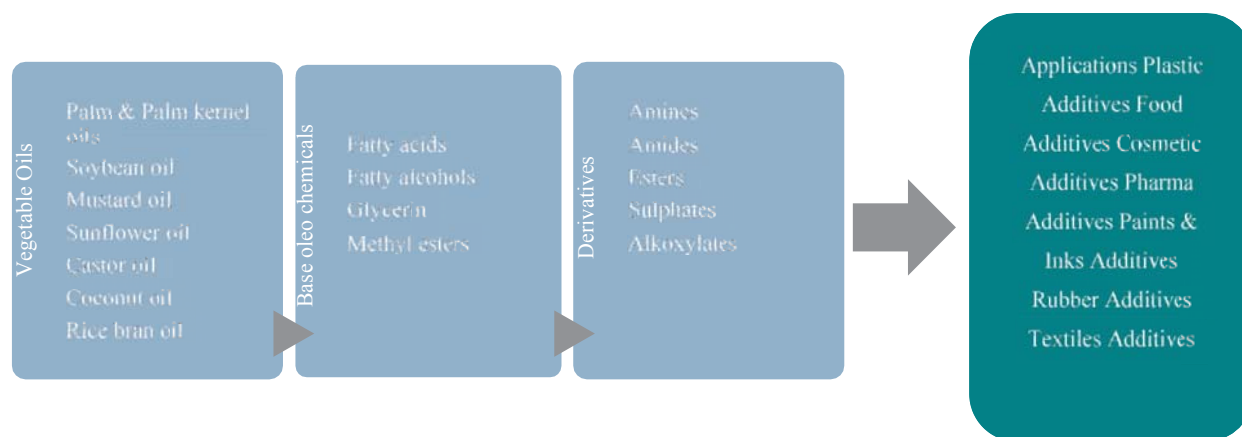 Vegetable Oils
Palm & Palm kernel
oils
Soybean oil
Mustard oil
Sunflower oil
Castor oil
Coconut oil
Rice bran oil
Base oleo chemicals
Fatty acids
Fatty alcohols
Glycerin
Methyl esters
Derivatives
Amines
Amides
Esters
Sulphates
Alkoxylates
Applications Plastic
Additives Food
Additives Cosmetic
Additives Pharma
Additives Paints &
Inks Additives
Rubber Additives
Textiles Additives